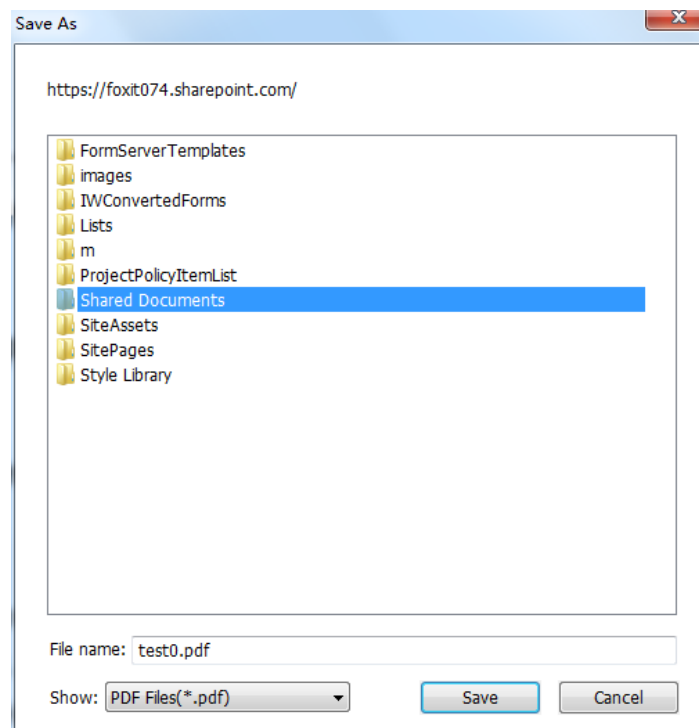 Save As
https://foxit074.sharepoint.com/
FormServerTemplates
images
IWConvertedForms
Lists
m
ProjectPolicyItemList
Shared Documents
SiteAssets
SitePages
Style Library
File name: test0.pdf
Show: PDF Files(*.pdf) Save Cancel